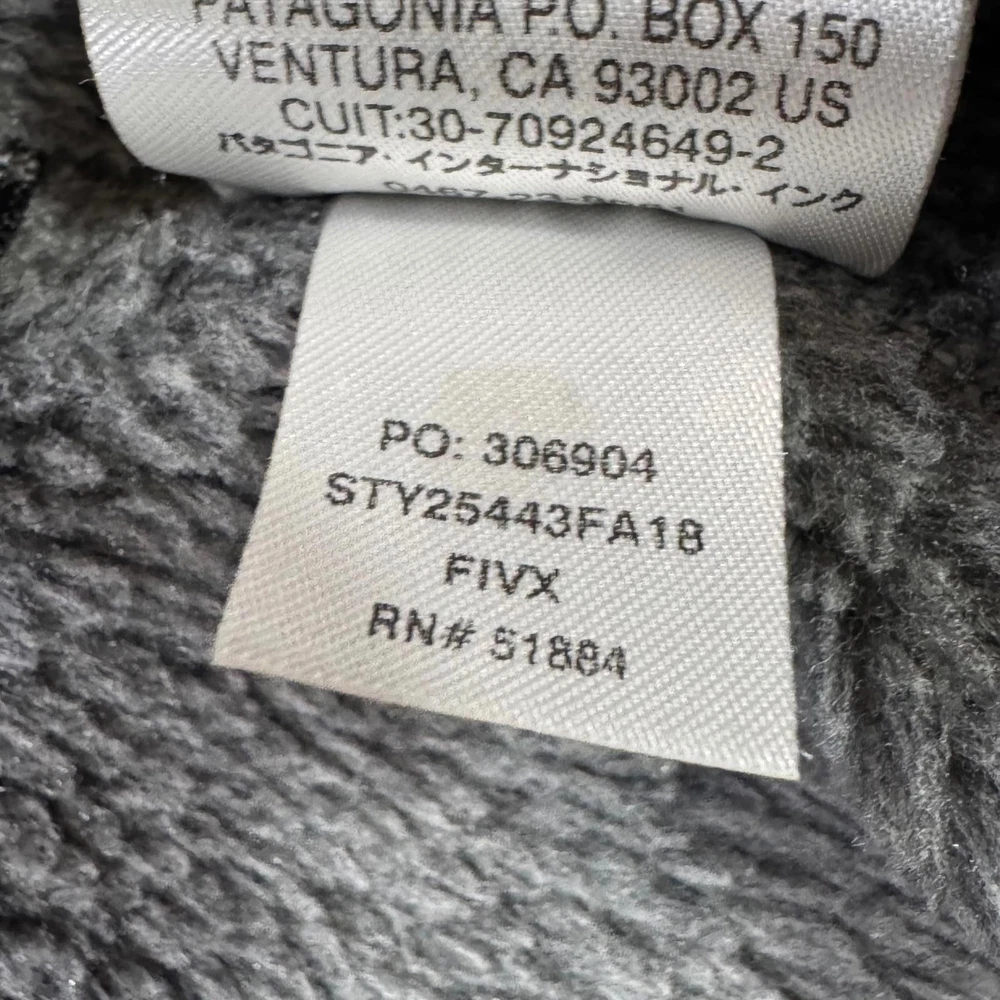 PATAGONIA P.O. BOX 150
VENTURA, CA 93002 US
CUIT:30-70924649-2
パタゴニア・インターナショナル・インク
PO: 306904
STY25443FA18
FIVX
RN# 51884